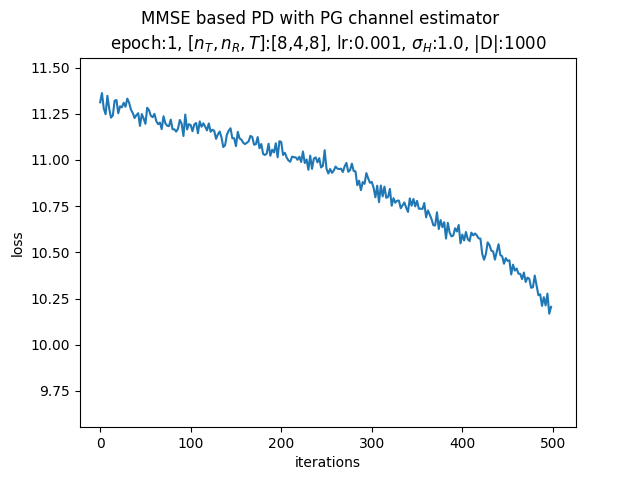 MMSE based PD with PG channel estimator
epoch:1, [n_T, n_R, T]:[8,4,8], lr:0.001, σ_H:1.0, |D|:1000
11.50
11.25
11.00
10.75
10.50
10.25
10.00
9.75
loss
0 100 200 300 400 500
iterations